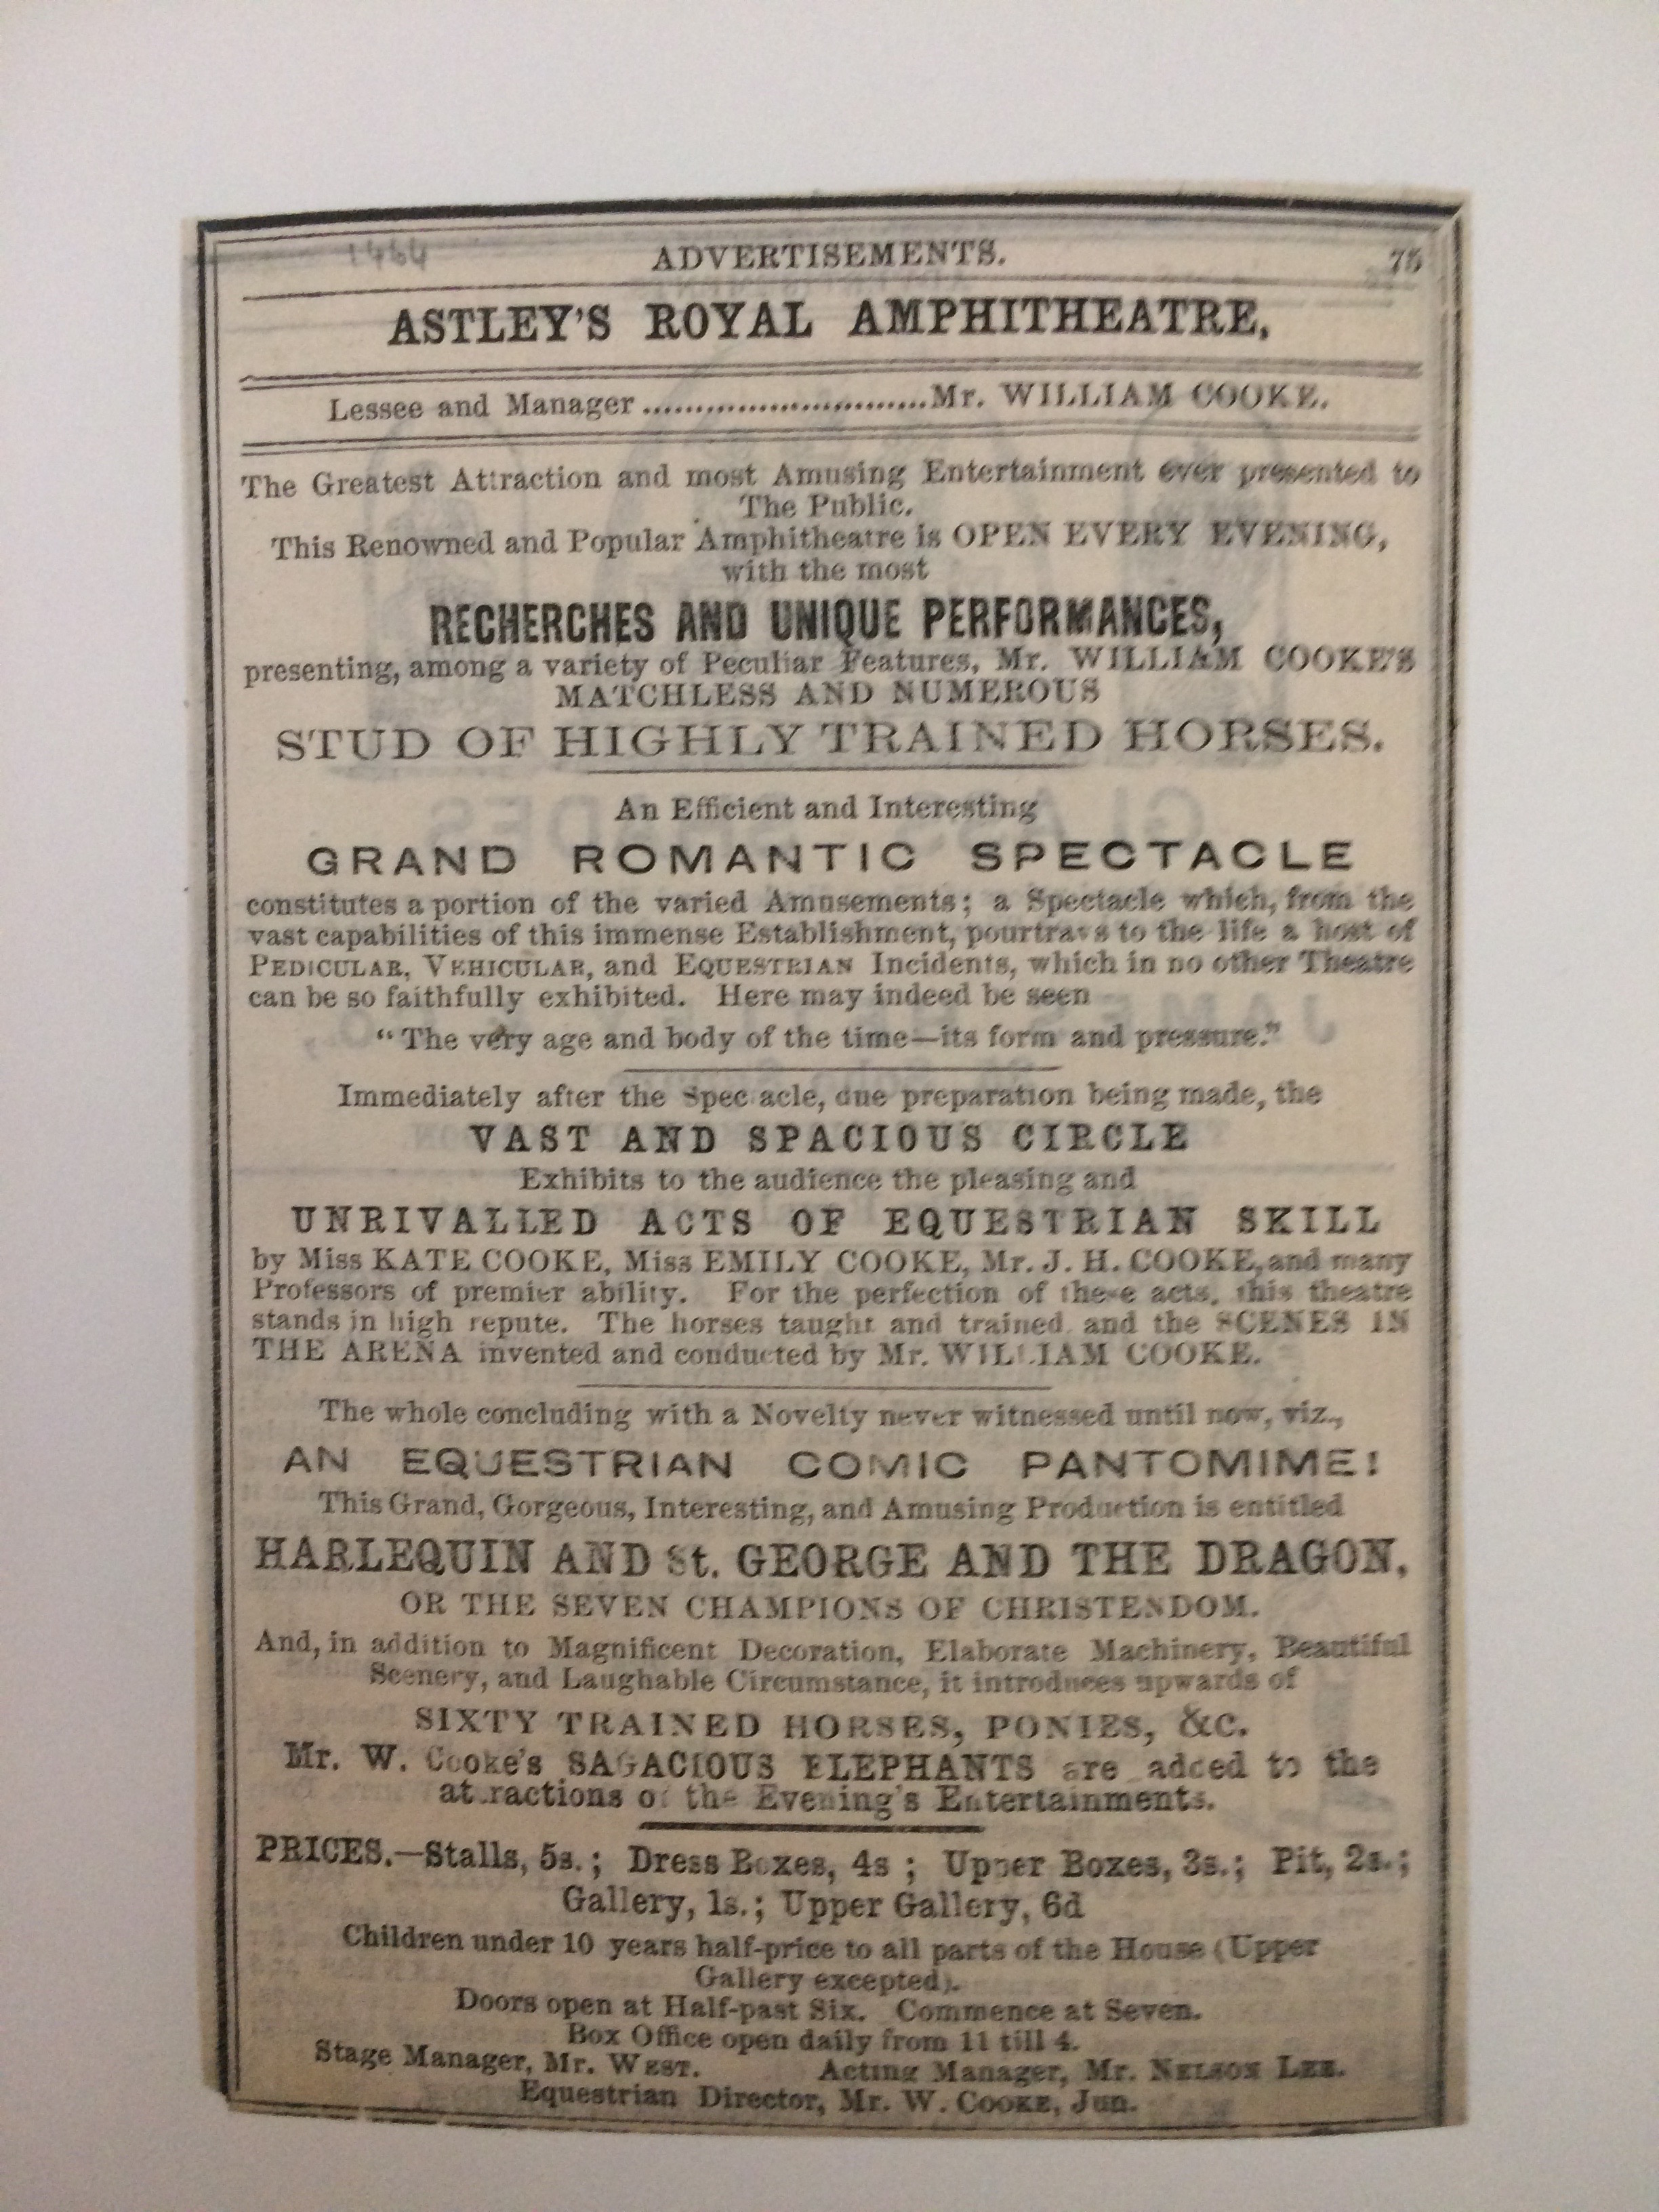 1464
ADVERTISEMENTS. 75
ASTLEY'S ROYAL AMPHITHEATRE,
Lessee and Manager...........................Mr. WILLIAM COOKE.
The Greatest Attraction and most Amusing Entertainment ever presented to
The Public.
This Renowned and Popular Amphitheatre is OPEN EVERY EVENING,
with the most
RECHERCHES AND UNIQUE PERFORMANCES,
presenting, among a variety of Peculiar Features, Mr. WILLIAM COOKE'S
MATCHLESS AND NUMEROUS
STUD OF HIGHLY TRAINED HORSES.
An Efficient and Interesting
GRAND ROMANTIC SPECTACLE
constitutes a portion of the varied Amusements; a Spectacle which, from the
vast capabilities of this immense Establishment, pourtrays to the life a host of
PEDICULAR, VEHICULAR, and EQUESTRIAN Incidents, which in no other Theatre
can be so faithfully exhibited. Here may indeed be seen
"The very age and body of the time—its form and pressure."
Immediately after the Spectacle, due preparation being made, the
VAST AND SPACIOUS CIRCLE
Exhibits to the audience the pleasing and
UNRIVALLED ACTS OF EQUESTRIAN SKILL
by Miss KATE COOKE, Miss EMILY COOKE, Mr. J. H. COOKE, and many
Professors of premier ability. For the perfection of these acts, this theatre
stands in high repute. The horses taught and trained, and the SCENES IN
THE ARENA invented and conducted by Mr. WILLIAM COOKE.
The whole concluding with a Novelty never witnessed until now, viz.,
AN EQUESTRIAN COMIC PANTOMIME!
This Grand, Gorgeous, Interesting, and Amusing Production is entitled
HARLEQUIN AND St. GEORGE AND THE DRAGON,
OR THE SEVEN CHAMPIONS OF CHRISTENDOM.
And, in addition to Magnificent Decoration, Elaborate Machinery, Beautiful
Scenery, and Laughable Circumstance, it introduces upwards of
SIXTY TRAINED HORSES, PONIES, &c.
Mr. W. Cooke's SAGACIOUS ELEPHANTS are added to the
attractions of the Evening's Entertainments.
PRICES.—Stalls, 5s.; Dress Boxes, 4s; Upper Boxes, 3s.; Pit, 2s.;
Gallery, 1s.; Upper Gallery, 6d
Children under 10 years half-price to all parts of the House (Upper
Gallery excepted).
Doors open at Half-past Six. Commence at Seven.
Box Office open daily from 11 till 4.
Stage Manager, Mr. WEST. Acting Manager, Mr. NELSON LEE.
Equestrian Director, Mr. W. COOKE, Jun.